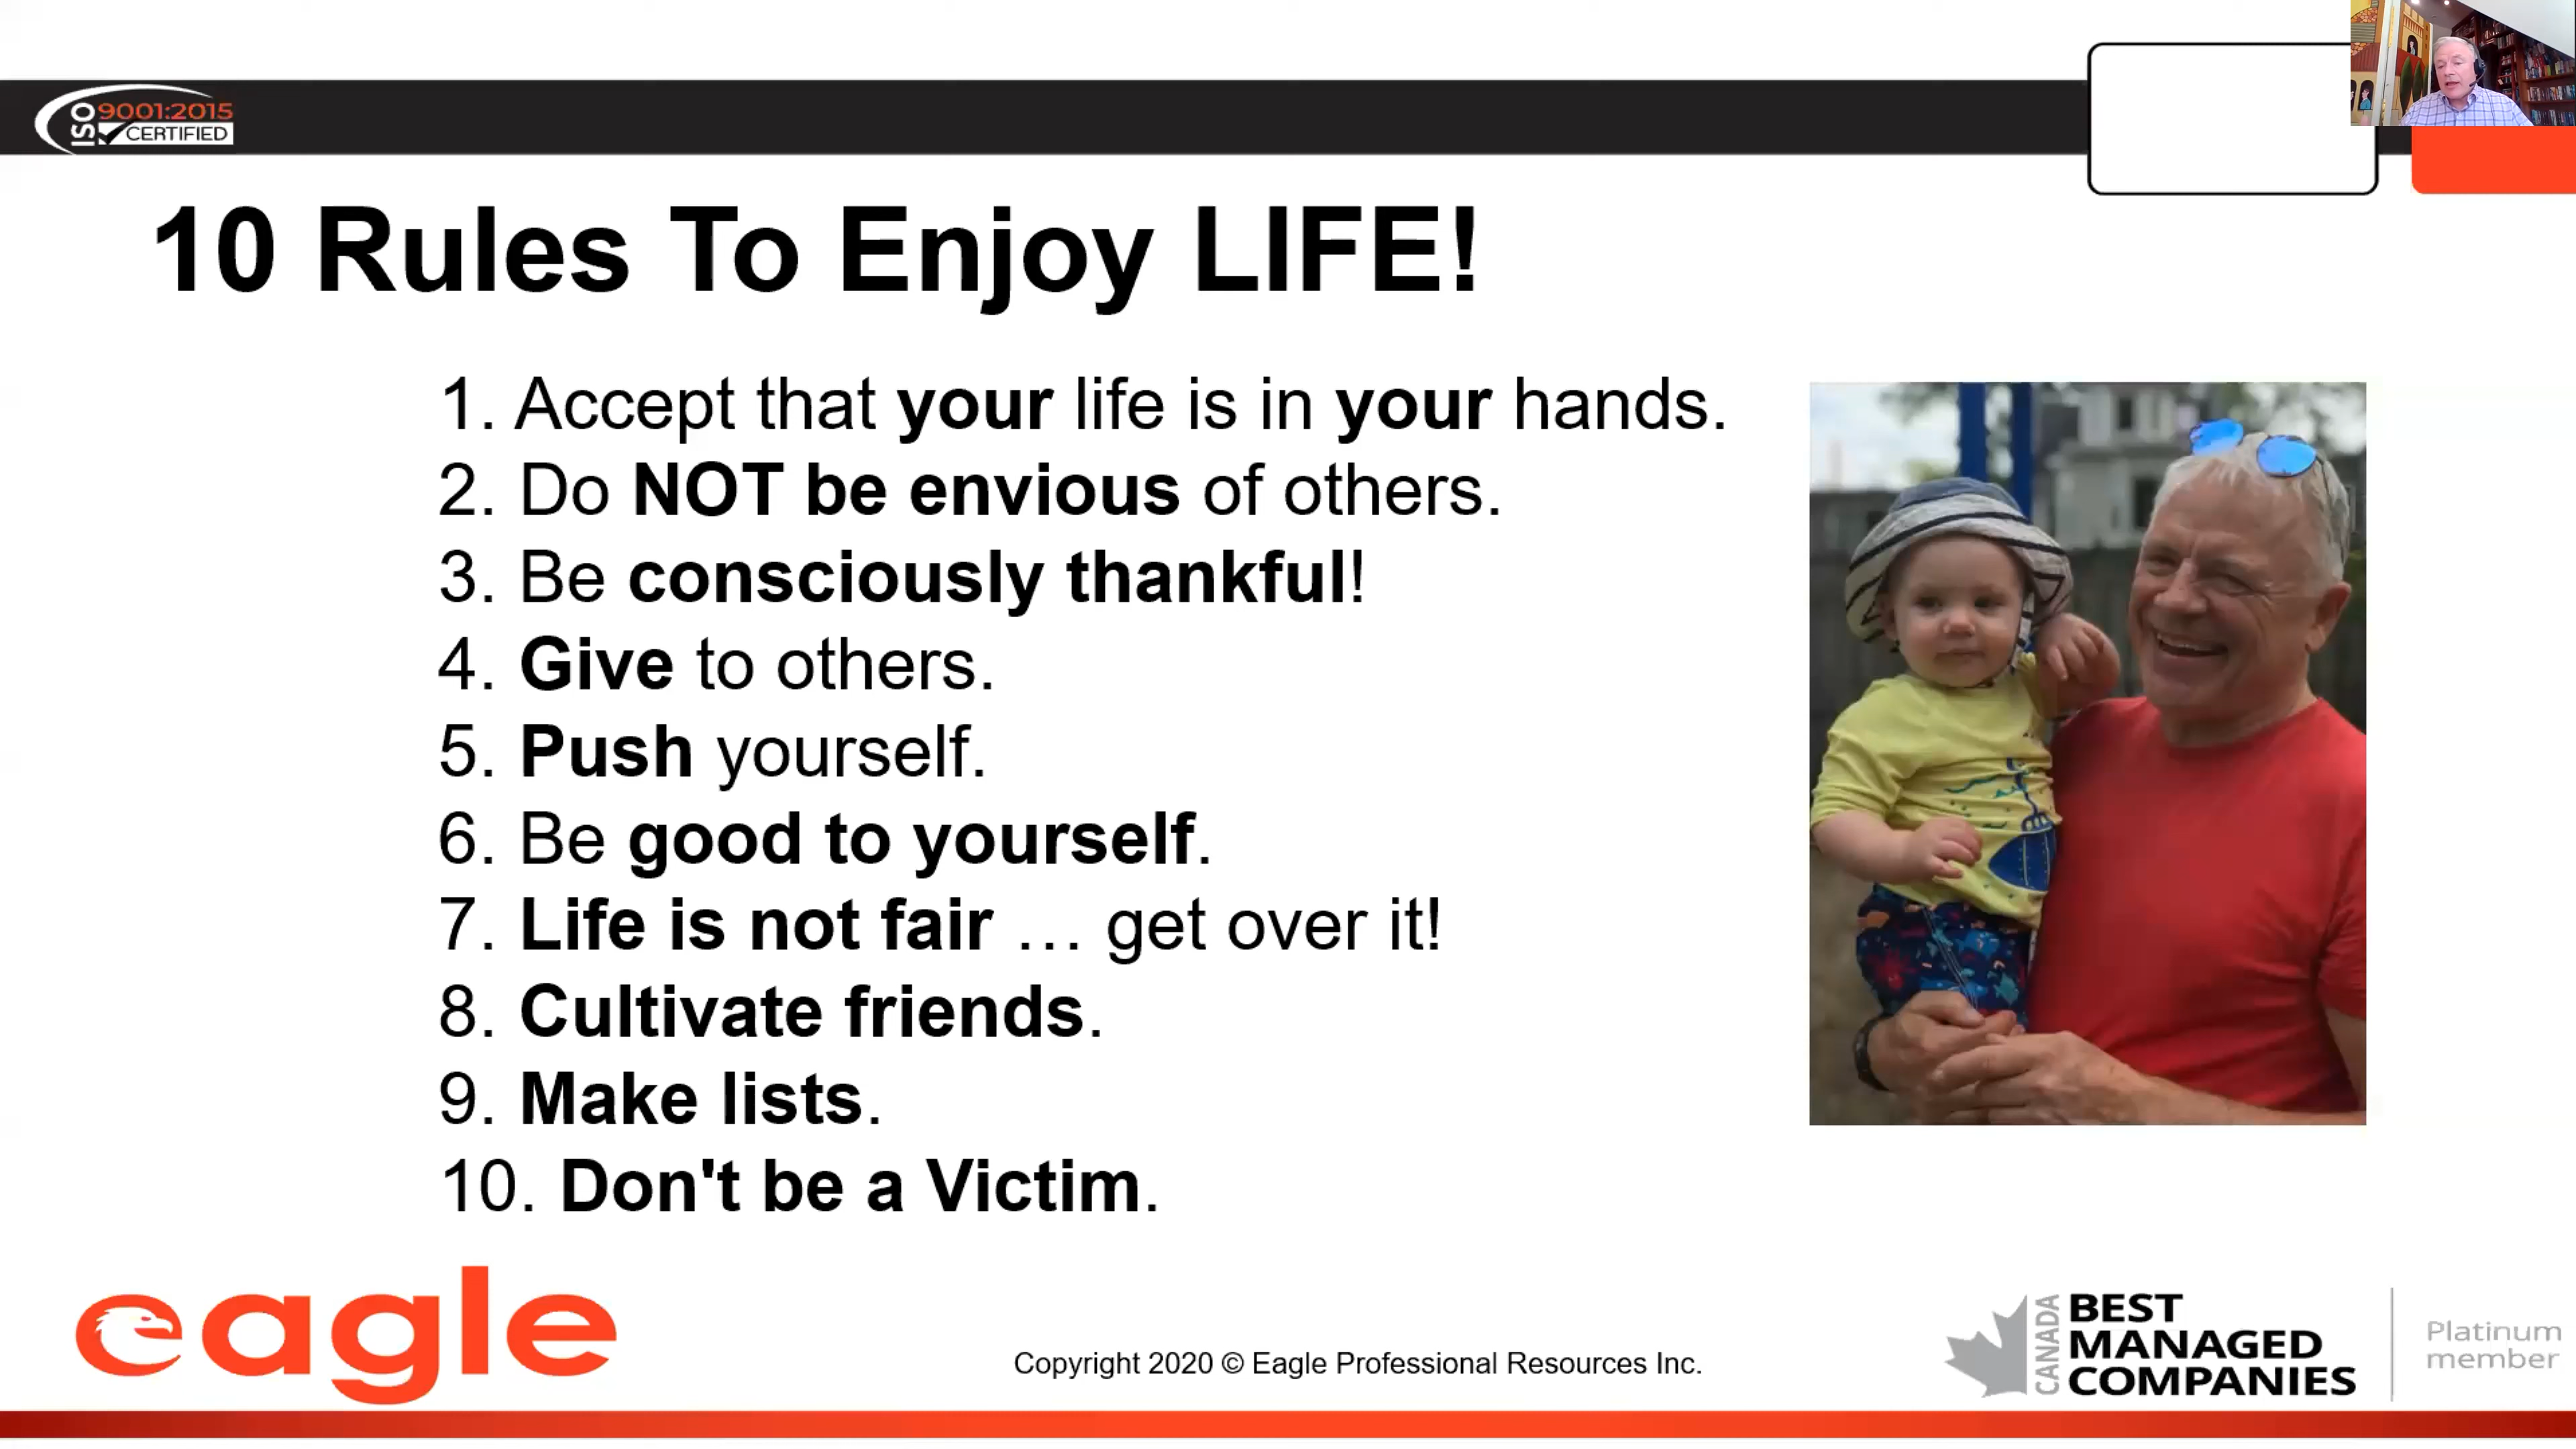 ISO 9001:2015
CERTIFIED
10 Rules To Enjoy LIFE!
1. Accept that your life is in your hands.
2. Do NOT be envious of others.
3. Be consciously thankful!
4. Give to others.
5. Push yourself.
6. Be good to yourself.
7. Life is not fair … get over it!
8. Cultivate friends.
9. Make lists.
10. Don't be a Victim.
eagle
Copyright 2020 © Eagle Professional Resources Inc.
CANADA
BEST
MANAGED
COMPANIES
Platinum
member